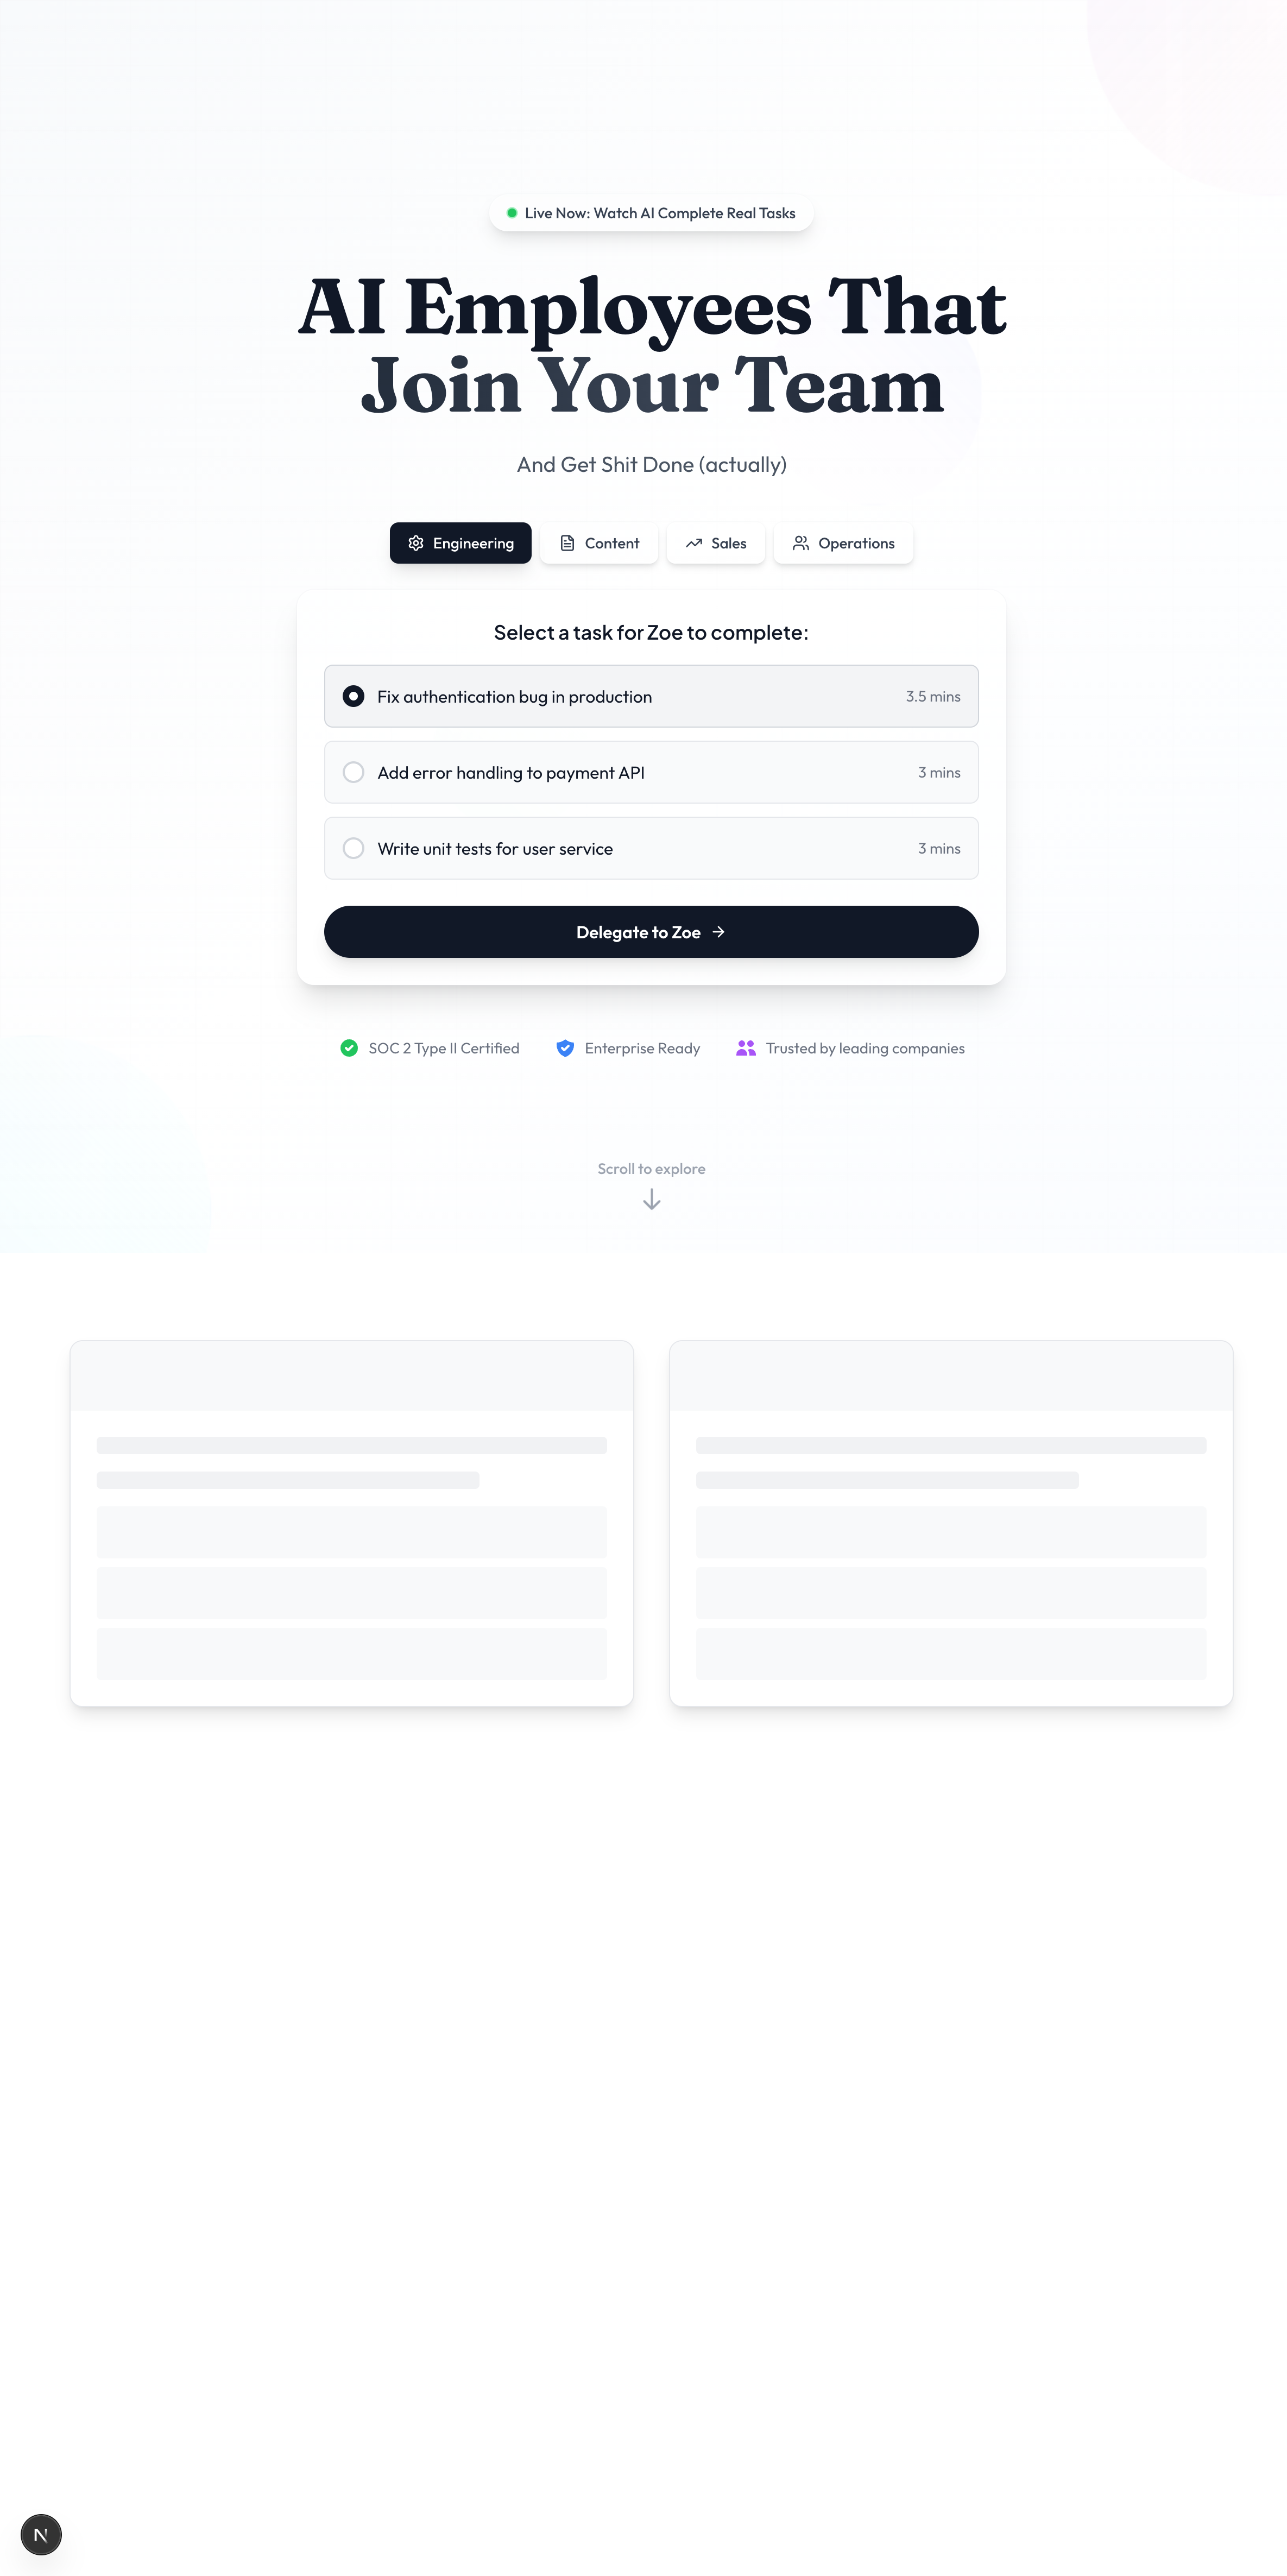 Live Now: Watch AI Complete Real Tasks
AI Employees That
Join Your Team
And Get Shit Done (actually)
Engineering
Content
Sales
Operations
Select a task for Zoe to complete:
Fix authentication bug in production
3.5 mins
Add error handling to payment API
3 mins
Write unit tests for user service
3 mins
Delegate to Zoe
SOC 2 Type II Certified
Enterprise Ready
Trusted by leading companies
Scroll to explore
N